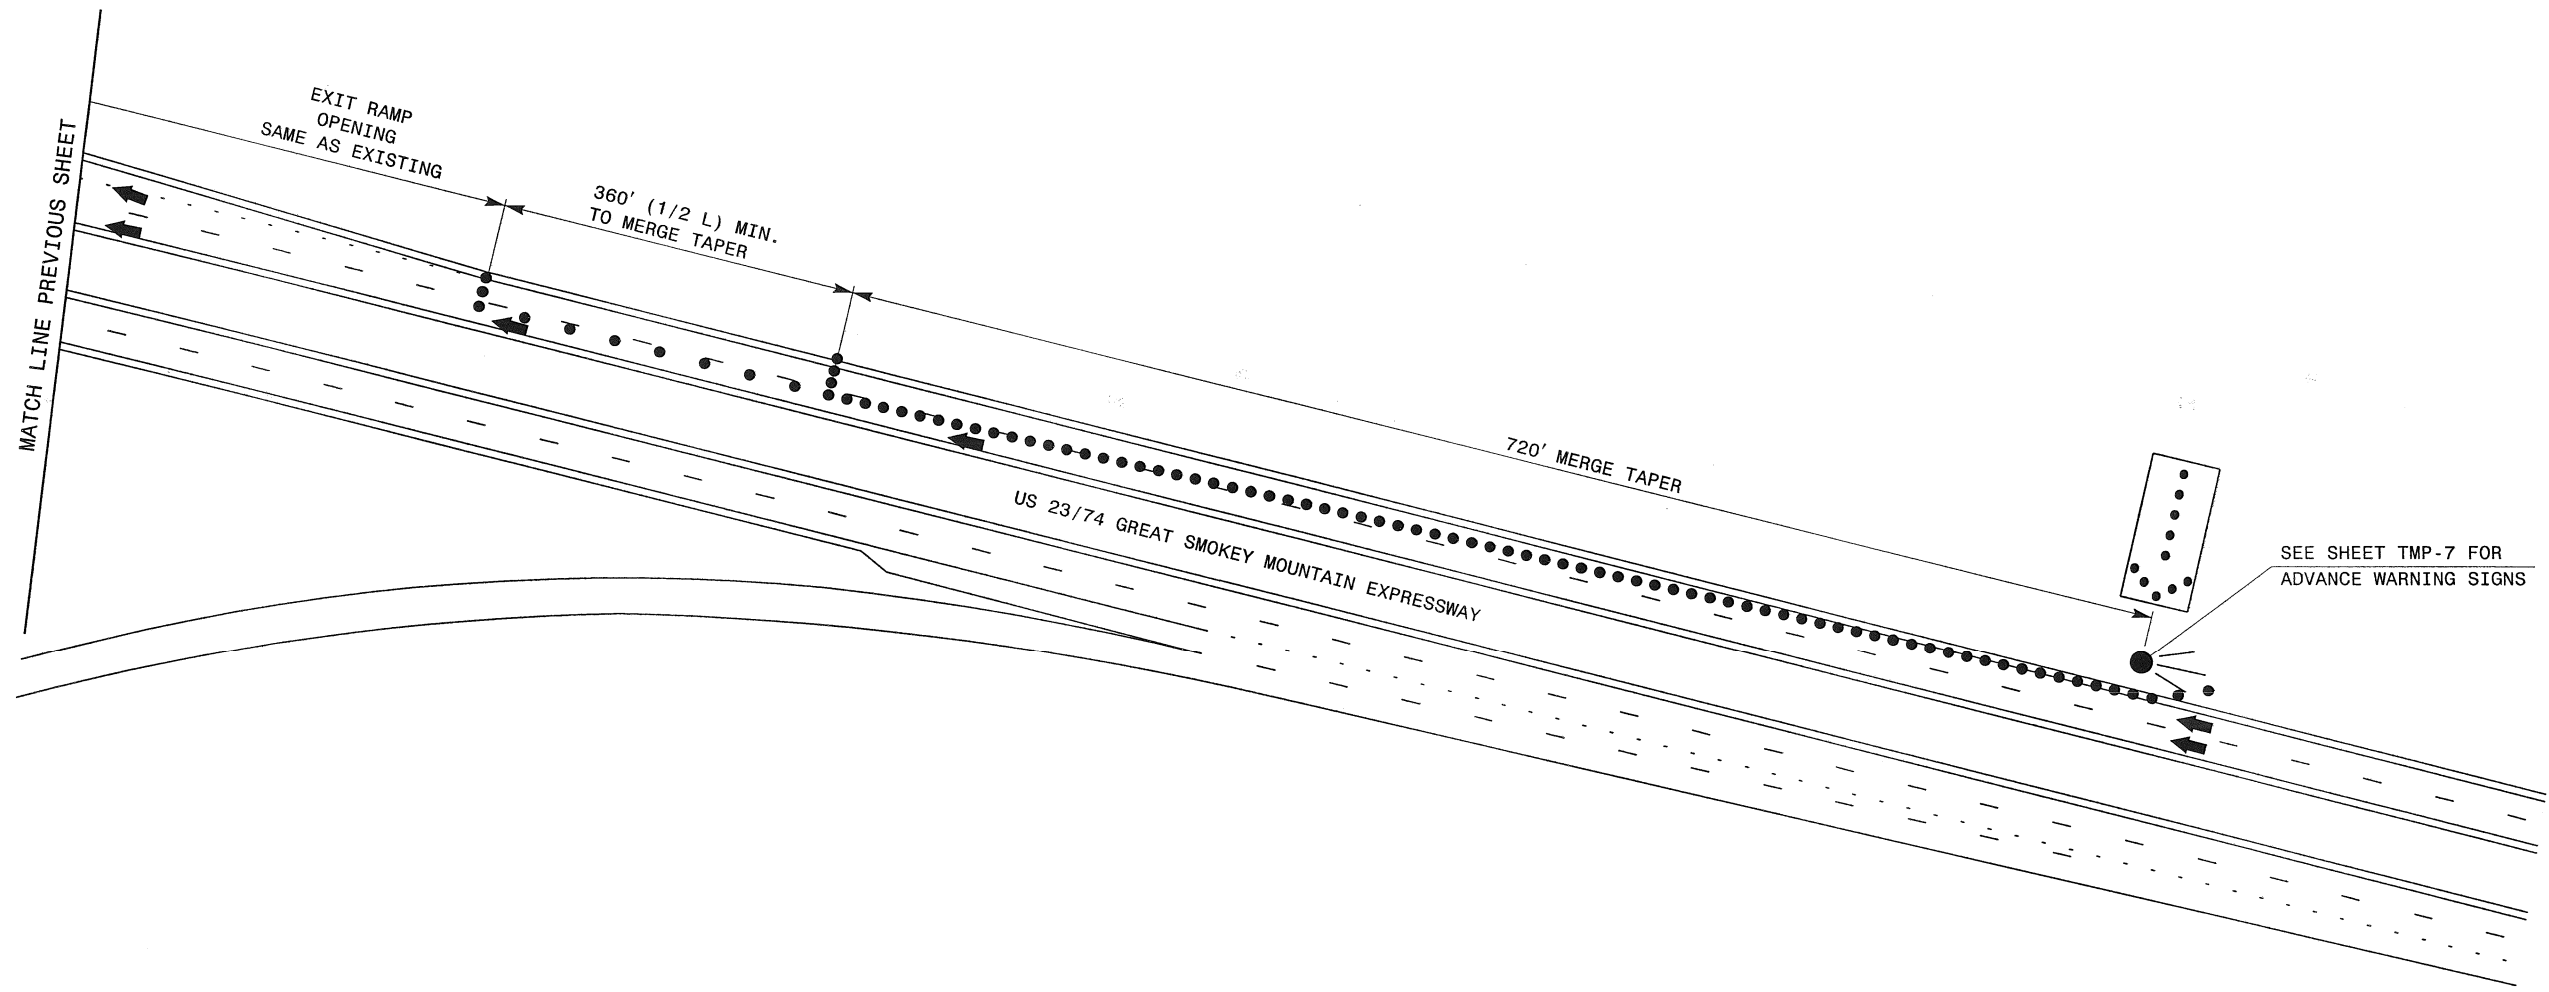 EXIT RAMP
OPENING
SAME AS EXISTING
360' (1/2 L) MIN.
TO MERGE TAPER
720' MERGE TAPER
MATCH LINE PREVIOUS SHEET
US 23/74 GREAT SMOKEY MOUNTAIN EXPRESSWAY
SEE SHEET TMP-7 FOR
ADVANCE WARNING SIGNS